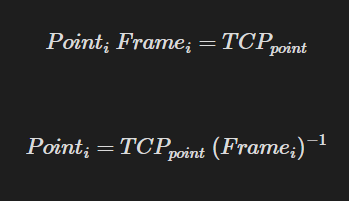 Point_i Frame_i = TCP_point
Point_i = TCP_point (Frame_i)^{-1}